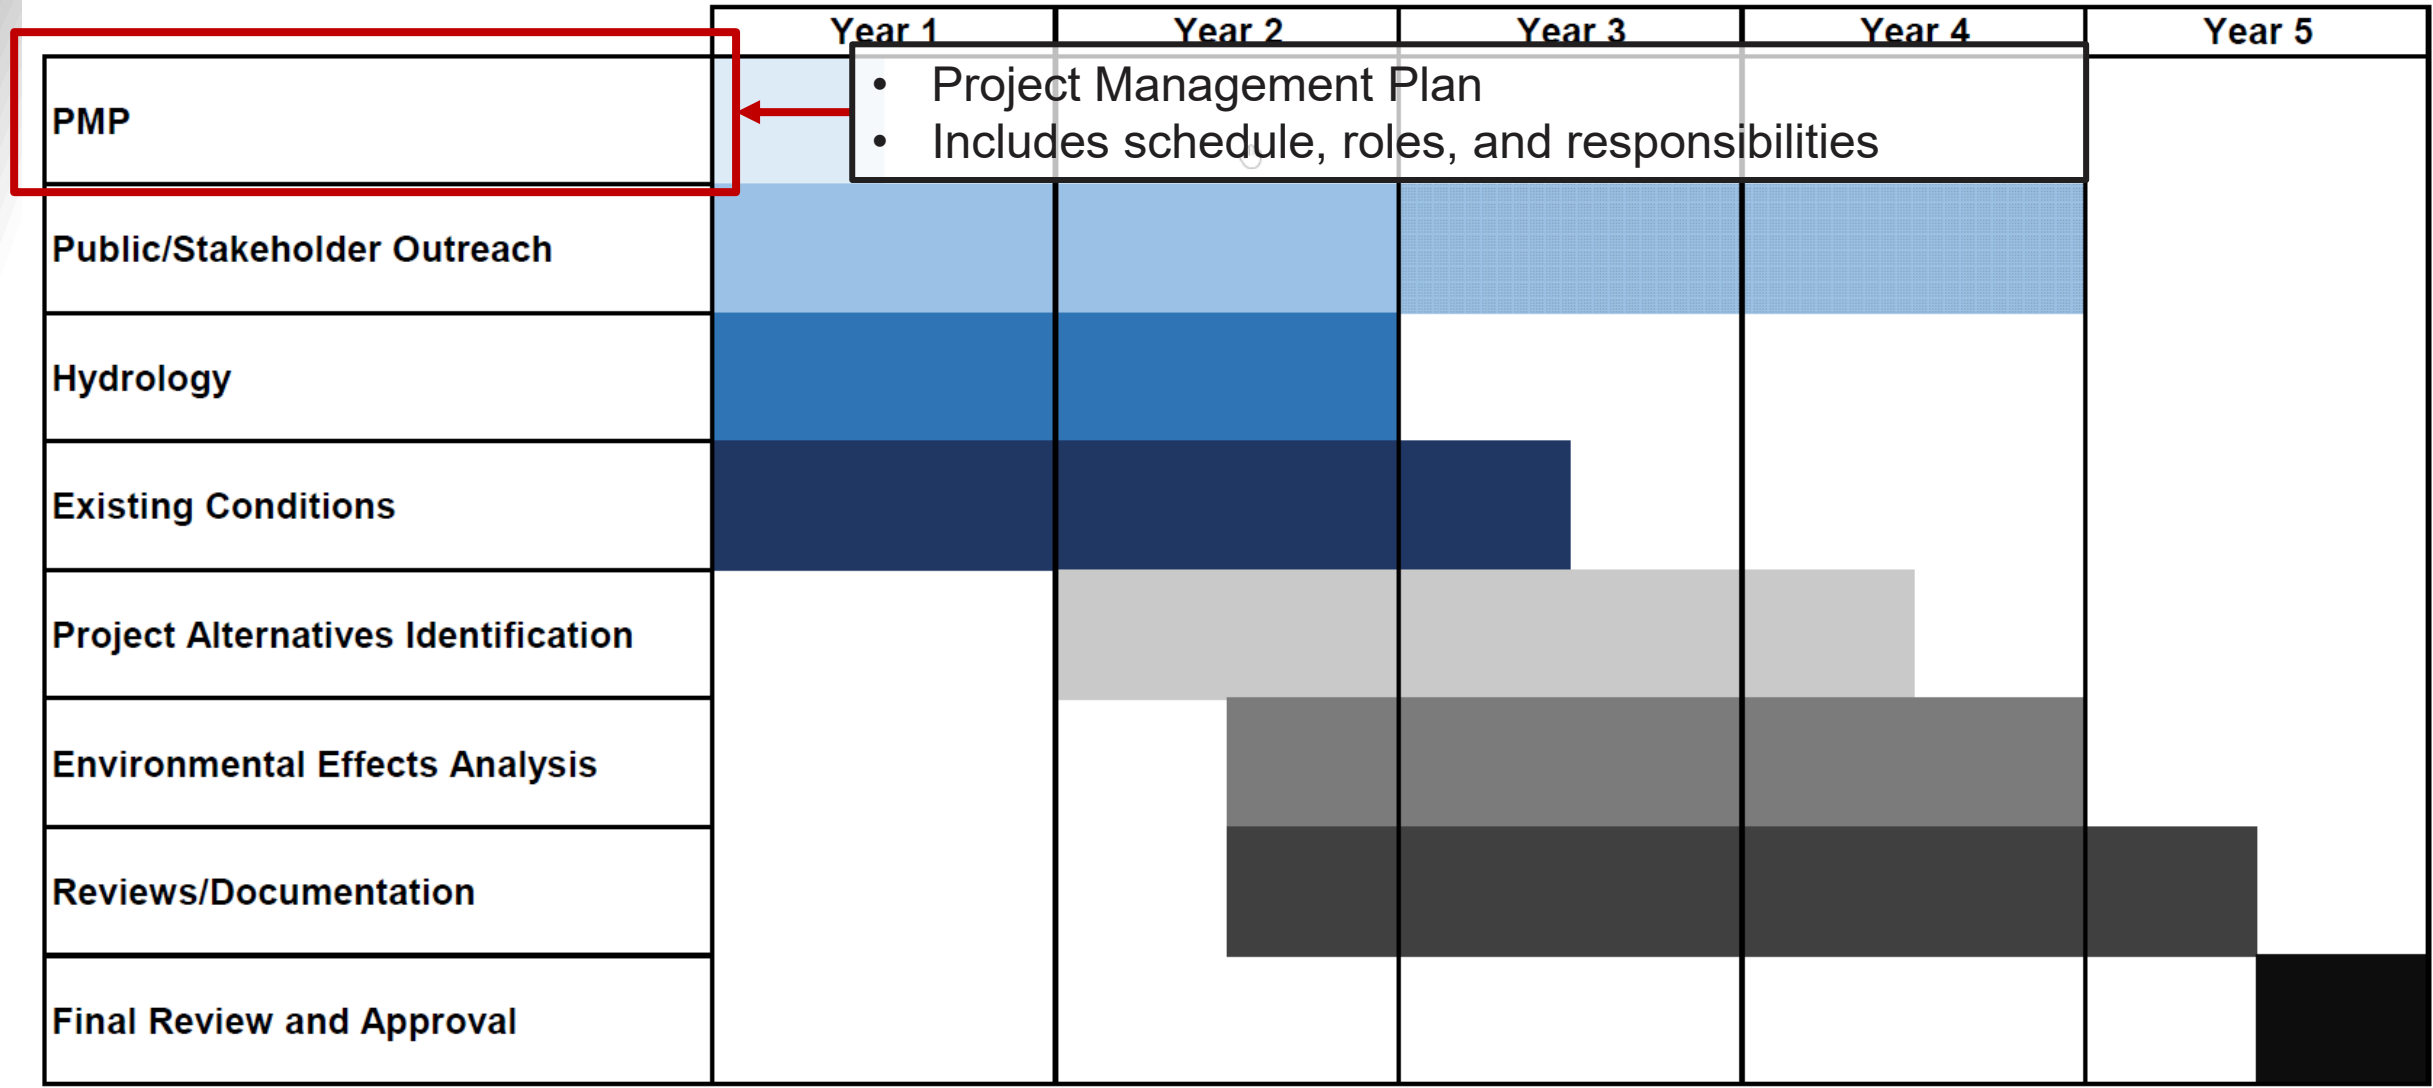 Year 1 Year 2 Year 3 Year 4 Year 5
PMP
• Project Management Plan
• Includes schedule, roles, and responsibilities
Public/Stakeholder Outreach
Hydrology
Existing Conditions
Project Alternatives Identification
Environmental Effects Analysis
Reviews/Documentation
Final Review and Approval